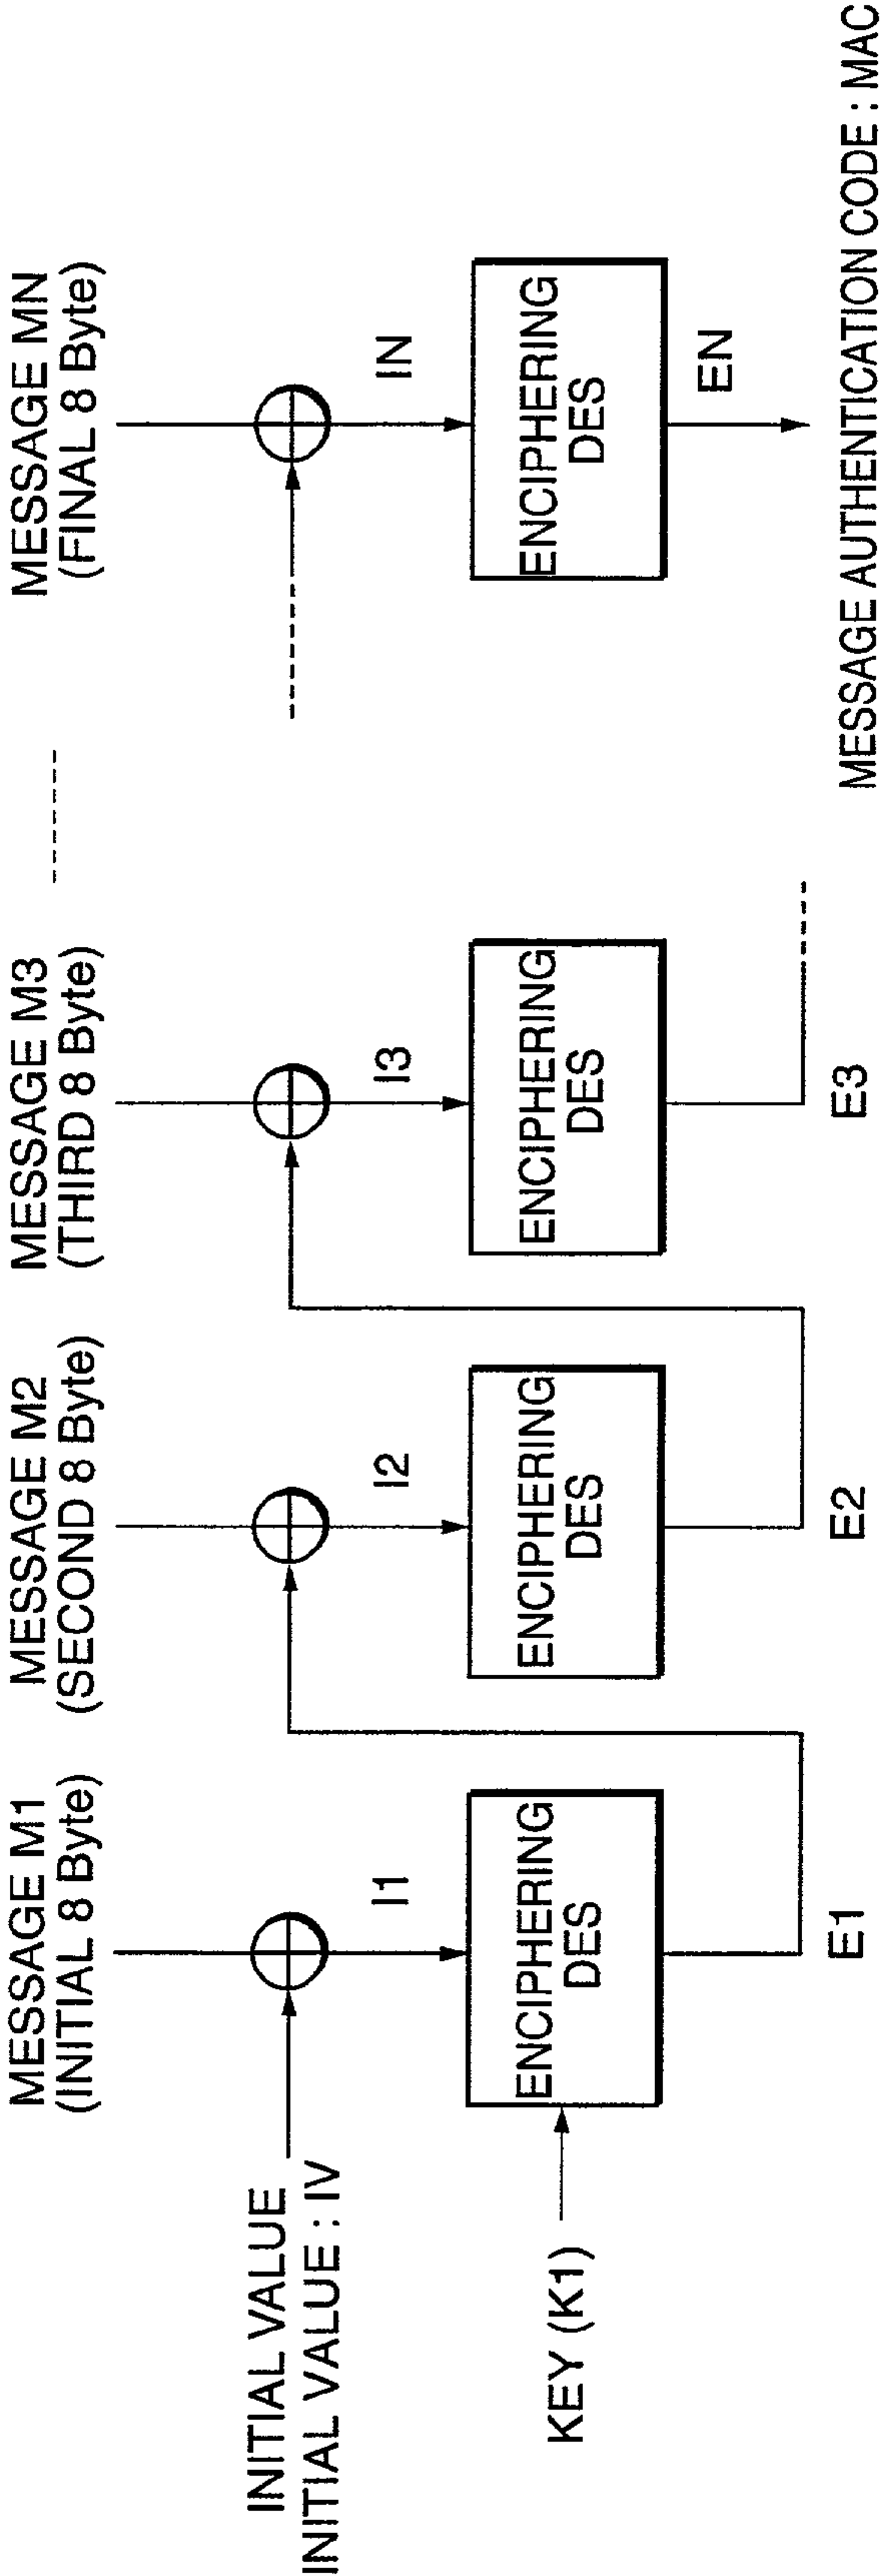 MESSAGE M1
(INITIAL 8 Byte)
MESSAGE M2
(SECOND 8 Byte)
MESSAGE M3
(THIRD 8 Byte)
MESSAGE MN
(FINAL 8 Byte)
INITIAL VALUE
INITIAL VALUE : IV
I1
I2
I3
IN
KEY (K1)
ENCIPHERING
DES
ENCIPHERING
DES
ENCIPHERING
DES
ENCIPHERING
DES
EN
E1
E2
E3
MESSAGE AUTHENTICATION CODE : MAC